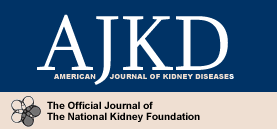 AJKD
AMERICAN JOURNAL OF KIDNEY DISEASES
The Official Journal of
The National Kidney Foundation